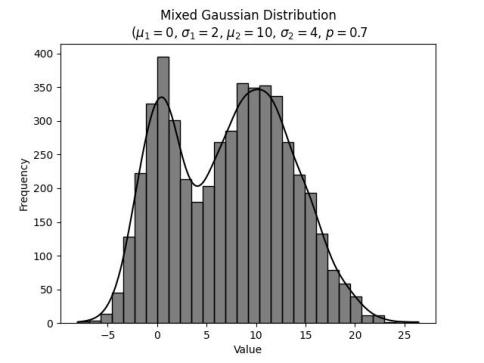 Mixed Gaussian Distribution
(μ₁ = 0, σ₁ = 2, μ₂ = 10, σ₂ = 4, p = 0.7
400
350
300
250
200
150
100
50
0
Frequency
−5 0 5 10 15 20 25
Value